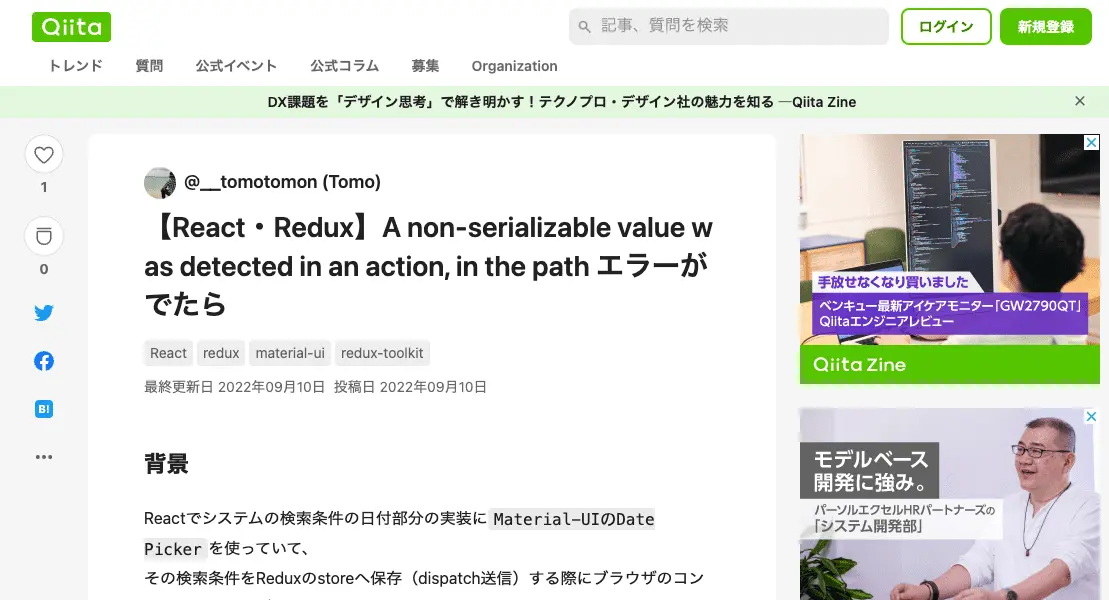 Qiita
記事、質問を検索
ログイン
新規登録
トレンド 質問 公式イベント 公式コラム 募集 Organization
DX課題を「デザイン思考」で解き明かす！テクノプロ・デザイン社の魅力を知る —Qiita Zine
1
0
B!
@__tomotomon (Tomo)
【React・Redux】A non-serializable value w
as detected in an action, in the path エラーが
でたら
React redux material-ui redux-toolkit
最終更新日 2022年09月10日 投稿日 2022年09月10日
背景
Reactでシステムの検索条件の日付部分の実装に Material-UIのDate
Picker を使っていて、
その検索条件をReduxのstoreへ保存（dispatch送信）する際にブラウザのコン
手放せなくなり買いました
ベンキュー最新アイケアモニター「GW2790QT」
Qiitaエンジニアレビュー
Qiita Zine
モデルベース
開発に強み。
パーソルエクセルHRパートナーズの
「システム開発部」